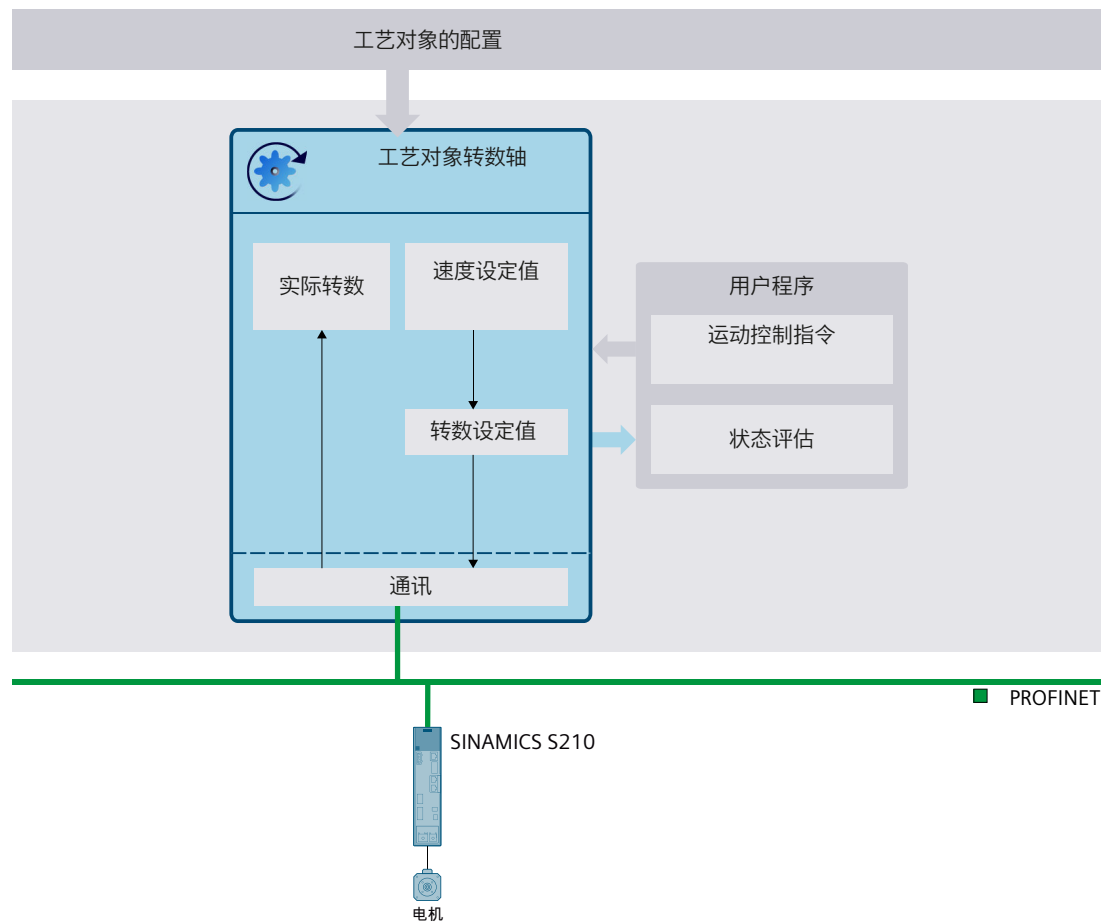 工艺对象的配置
工艺对象转数轴
实际转数
速度设定值
用户程序
运动控制指令
转数设定值
状态评估
通讯
PROFINET
SINAMICS S210
电机